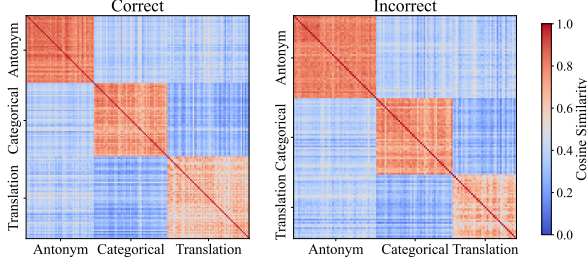 Correct
Incorrect
Antonym
Categorical
Translation
Antonym
Categorical
Translation
Antonym Categorical Translation
Antonym Categorical Translation
1.0
0.8
0.6
0.4
0.2
0.0
Cosine Similarity